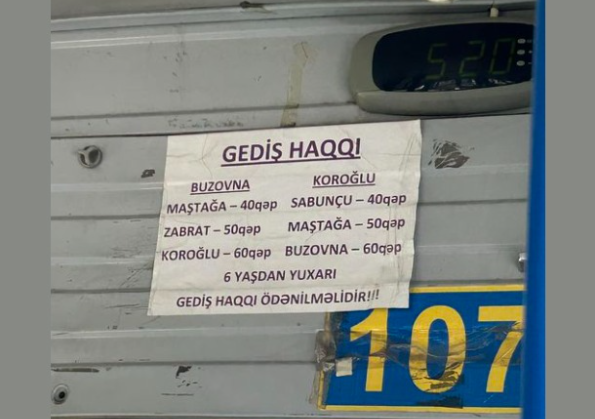 5 20
GEDİŞ HAQQI
BUZOVNA KOROĞLU
MAŞTAĞA – 40qəp SABUNÇU – 40qəp
ZABRAT – 50qəp MAŞTAĞA – 50qəp
KOROĞLU – 60qəp BUZOVNA – 60qəp
6 YAŞDAN YUXARI
GEDİŞ HAQQI ÖDƏNİLMƏLİDİR!!!
107